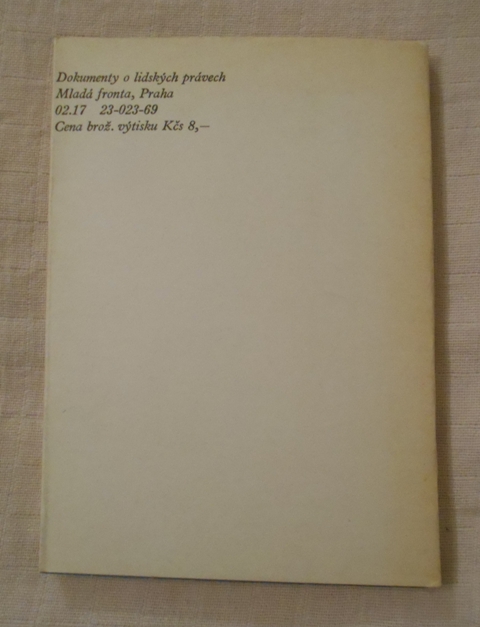 Dokumenty o lidských právech
Mladá fronta, Praha
02.17 23-023-69
Cena brož. výtisku Kčs 8,—